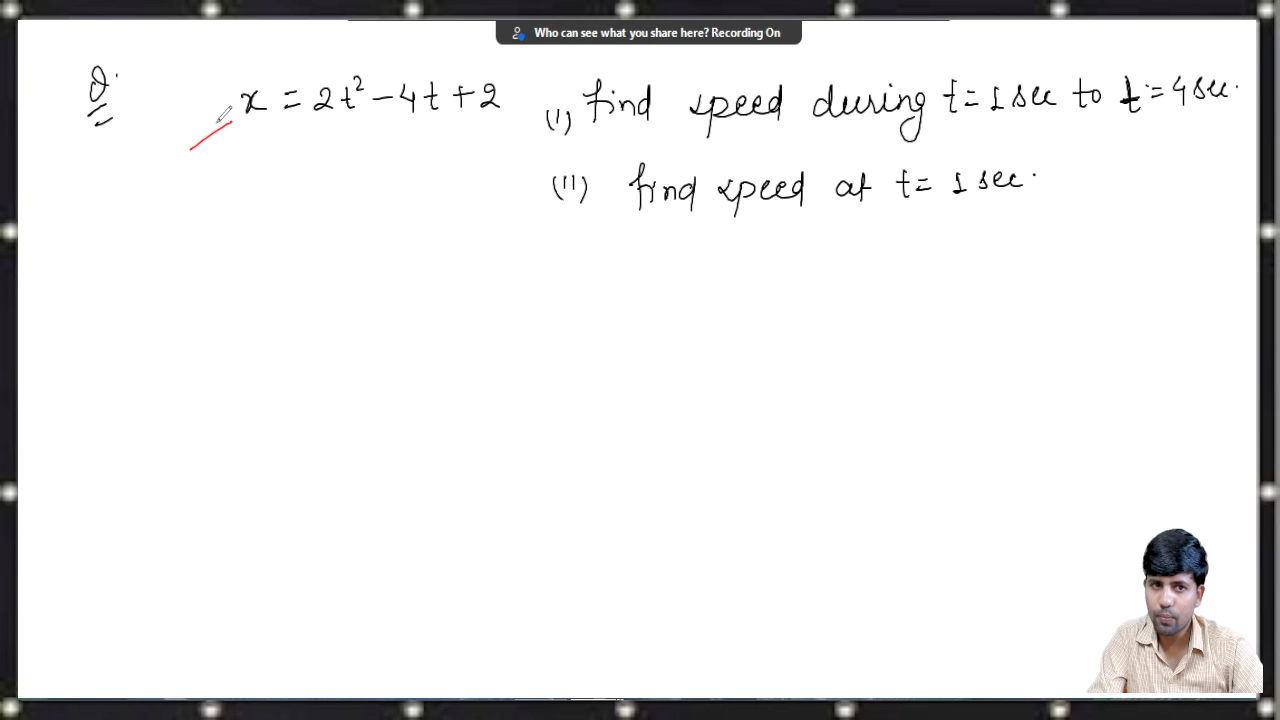 Who can see what you share here? Recording On
Q. x = 2t² - 4t + 2 (i) find speed during t = 1 sec to t = 4 sec.
(ii) find speed at t = 1 sec.